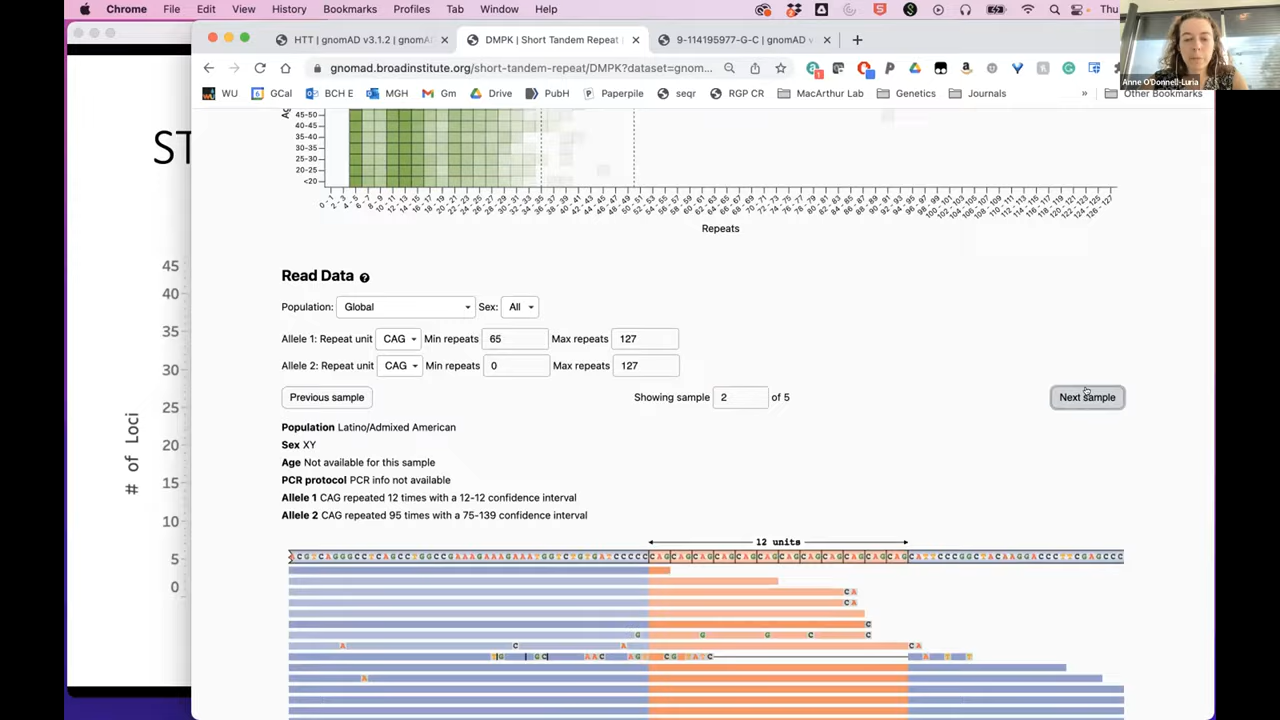 Chrome File Edit View History Bookmarks Profiles Tab Window Help Thu
HTT | gnomAD v3.1.2 | gnomA
DMPK | Short Tandem Repeat
9-114195977-G-C | gnomAD v
gnomad.broadinstitute.org/short-tandem-repeat/DMPK?dataset=gnom...
WU GCal BCH E MGH Gm Drive PubH Paperpile seqr RGP CR MacArthur Lab Genetics Journals » Other Bookmarks
Anne O'Donnell-Luria
ST
45
40
35
30
25
20
15
10
5
0
# of Loci
45-50
40-45
35-40
30-35
25-30
20-25
<20
Repeats
Read Data
Population: Global Sex: All
Allele 1: Repeat unit CAG Min repeats 65 Max repeats 127
Allele 2: Repeat unit CAG Min repeats 0 Max repeats 127
Previous sample Showing sample 2 of 5 Next sample
Population Latino/Admixed American
Sex XY
Age Not available for this sample
PCR protocol PCR info not available
Allele 1 CAG repeated 12 times with a 12-12 confidence interval
Allele 2 CAG repeated 95 times with a 75-139 confidence interval
12 units